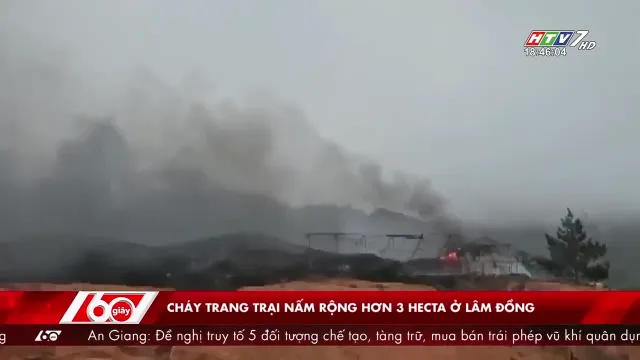 HTV7 HD
18:46:04
60 giây
CHÁY TRANG TRẠI NẤM RỘNG HƠN 3 HECTA Ở LÂM ĐỒNG
60 giây An Giang: Đề nghị truy tố 5 đối tượng chế tạo, tàng trữ, mua bán trái phép vũ khí quân dụ